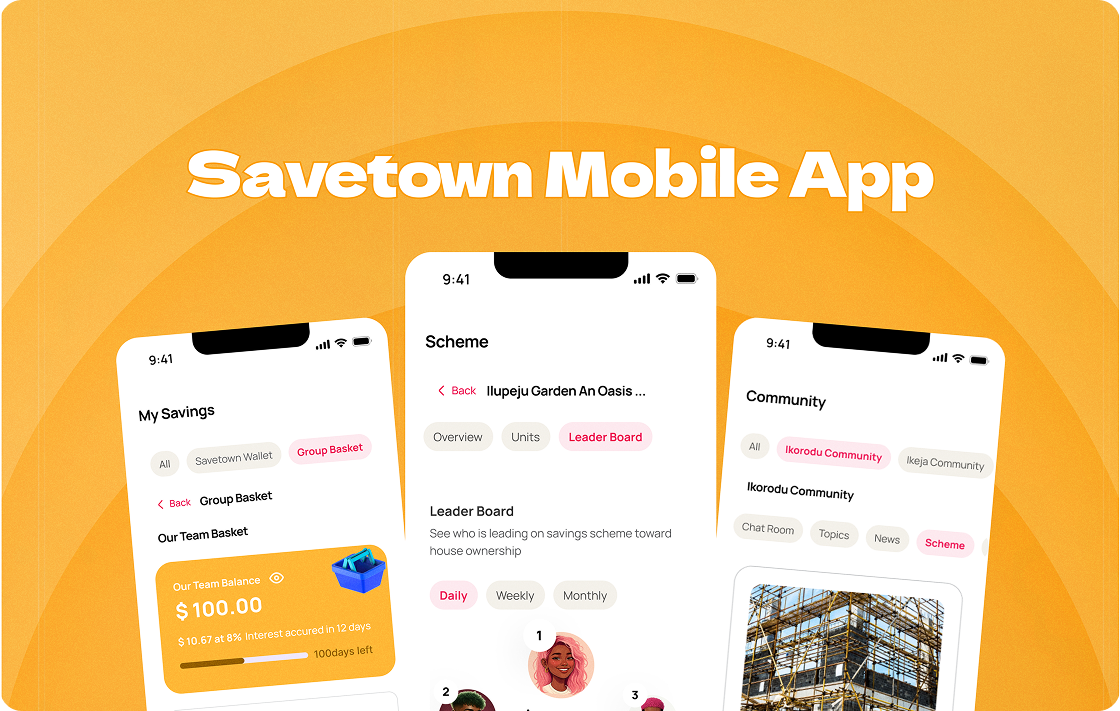 Savetown Mobile App
9:41
My Savings
All
Savetown Wallet
Group Basket
Back
Group Basket
Our Team Basket
Our Team Balance
$ 100.00
$ 10.67 at 8% Interest accured in 12 days
100days left
9:41
Scheme
Back
Ilupeju Garden An Oasis ...
Overview
Units
Leader Board
Leader Board
See who is leading on savings scheme toward
house ownership
Daily
Weekly
Monthly
1
2
3
9:41
Community
All
Ikorodu Community
Ikeja Community
Ikorodu Community
Chat Room
Topics
News
Scheme